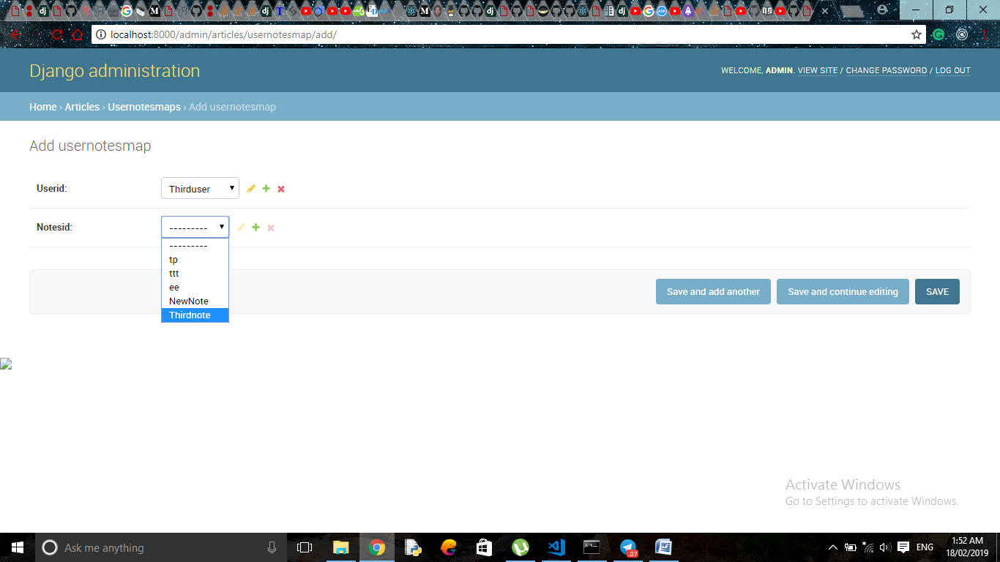 localhost:8000/admin/articles/usernotesmap/add/
Django administration
WELCOME, ADMIN. VIEW SITE / CHANGE PASSWORD / LOG OUT
Home › Articles › Usernotesmaps › Add usernotesmap
Add usernotesmap
Userid:
Thirduser
Notesid:
---------
---------
tp
ttt
ee
NewNote
Thirdnote
Save and add another
Save and continue editing
SAVE
Activate Windows
Go to Settings to activate Windows.
Ask me anything
ENG
1:52 AM
18/02/2019